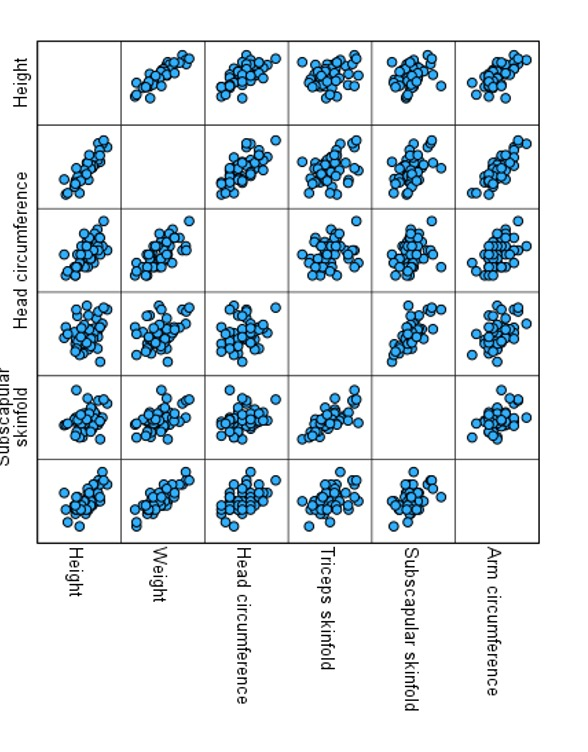 Height
Head circumference
Subscapular
skinfold
Height
Weight
Head circumference
Triceps skinfold
Subscapular skinfold
Arm circumference